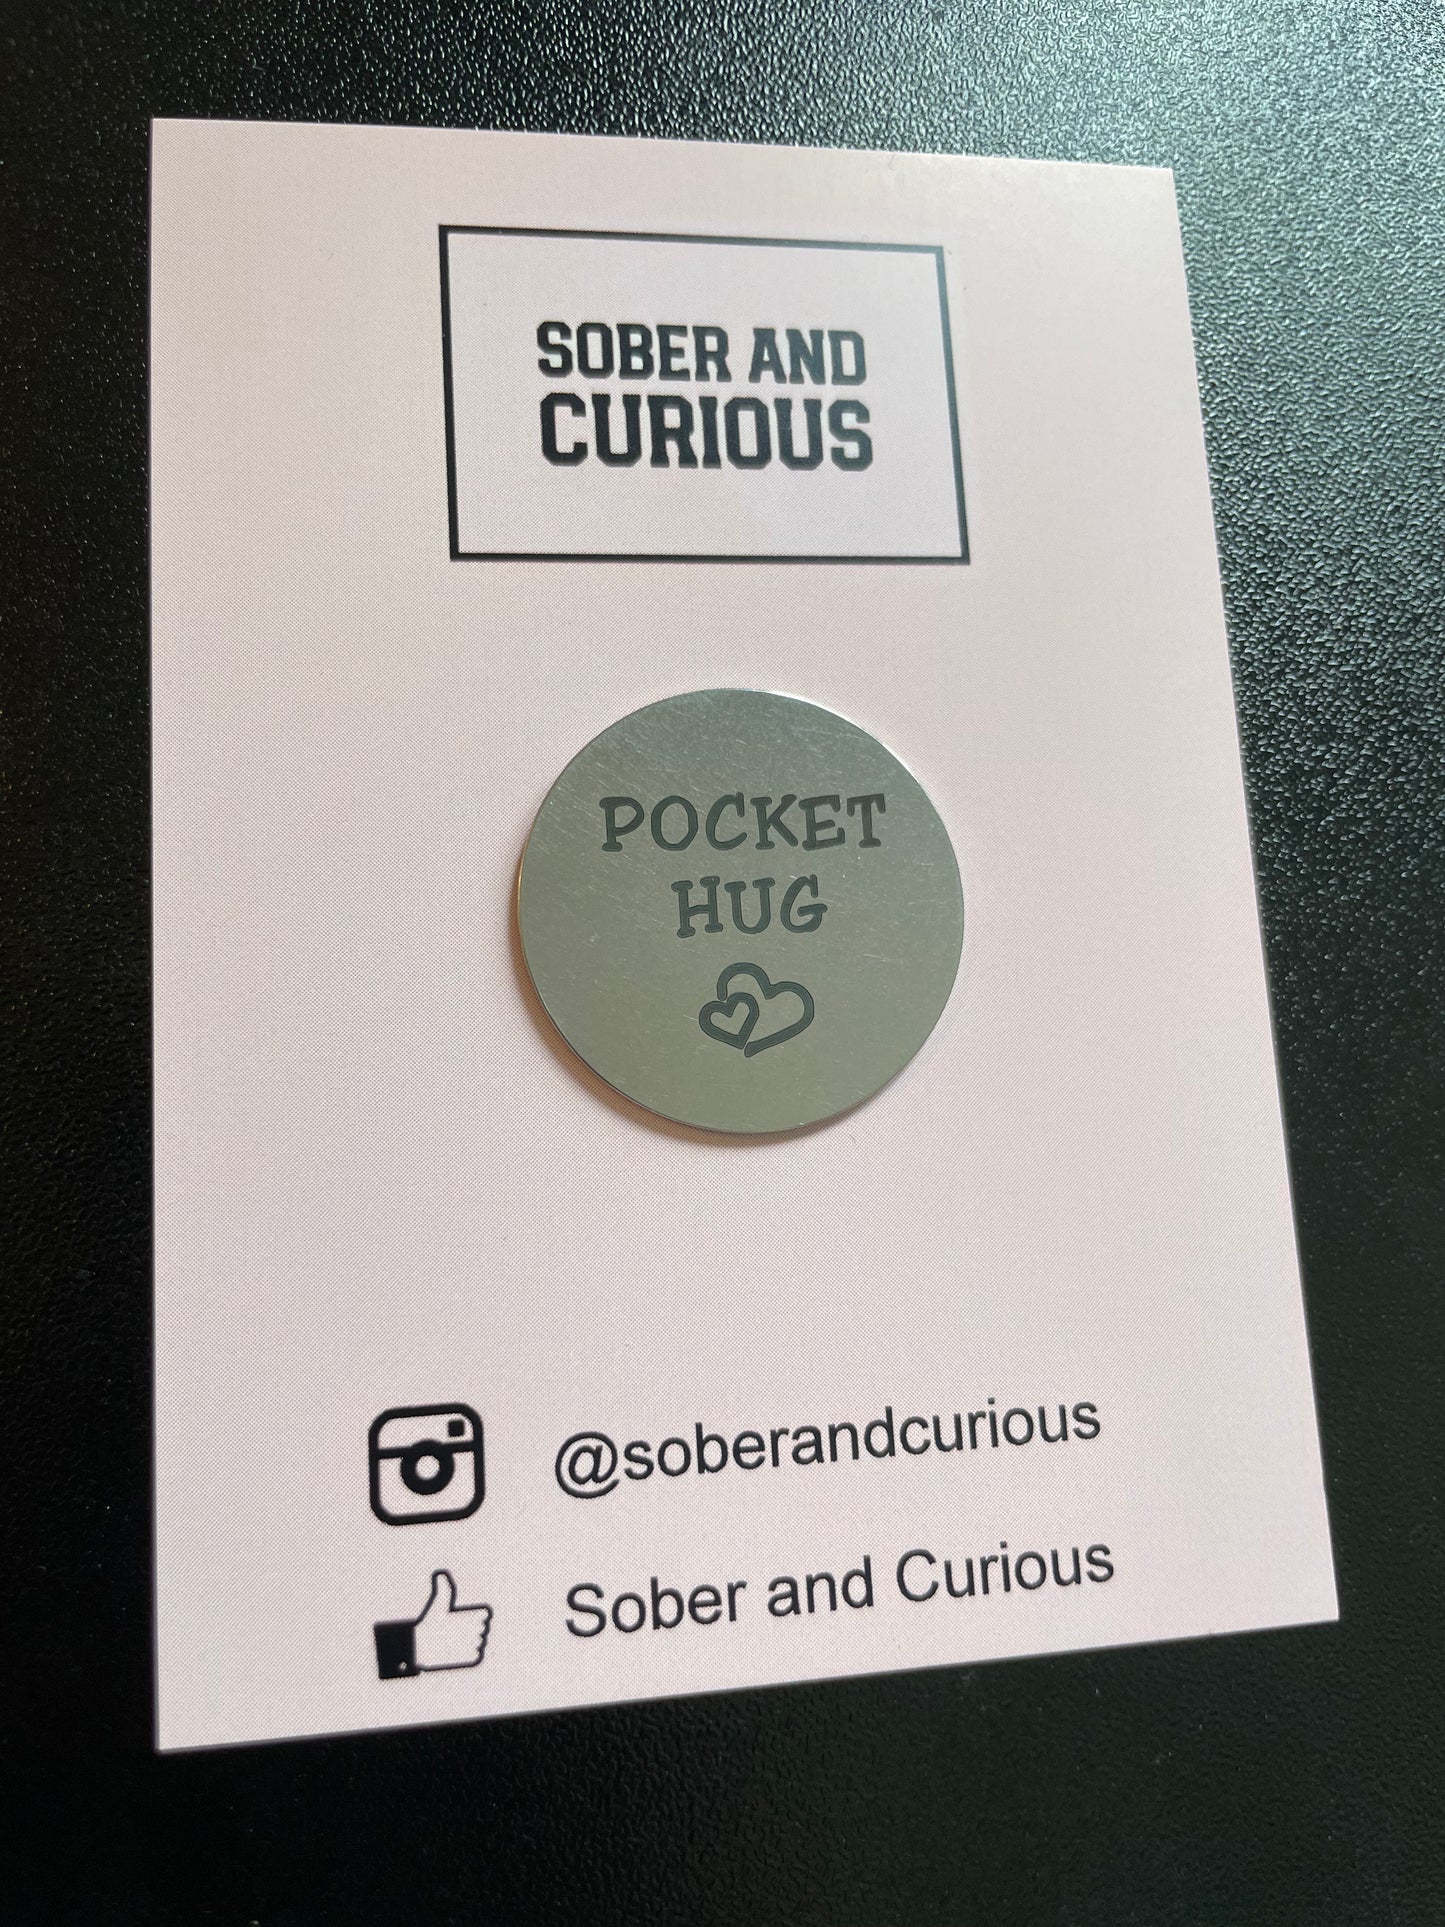 SOBER AND
CURIOUS
POCKET
HUG
@soberandcurious
Sober and Curious